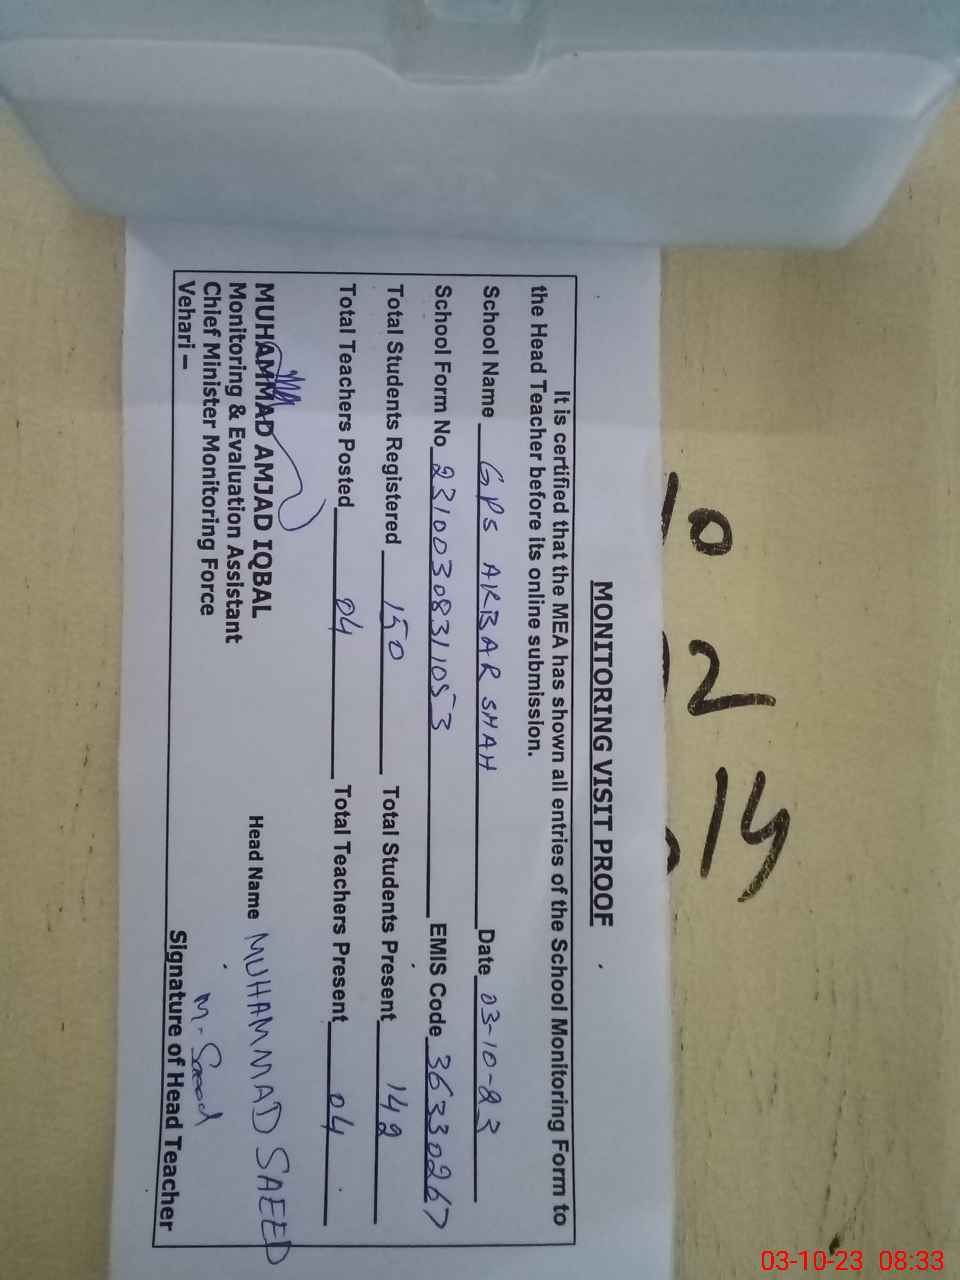 MONITORING VISIT PROOF
It is certified that the MEA has shown all entries of the School Monitoring Form to
the Head Teacher before its online submission.
School Name GPS AKBAR SHAH Date 03-10-23
School Form No 23100308311053 EMIS Code 36330267
Total Students Registered 150 Total Students Present 142
Total Teachers Posted 04 Total Teachers Present 04
MUHAMMAD AMJAD IQBAL
Monitoring & Evaluation Assistant
Chief Minister Monitoring Force
Vehari –
Head Name MUHAMMAD SAEED
M. Saeed
Signature of Head Teacher
10
2
14
03-10-23 08:33